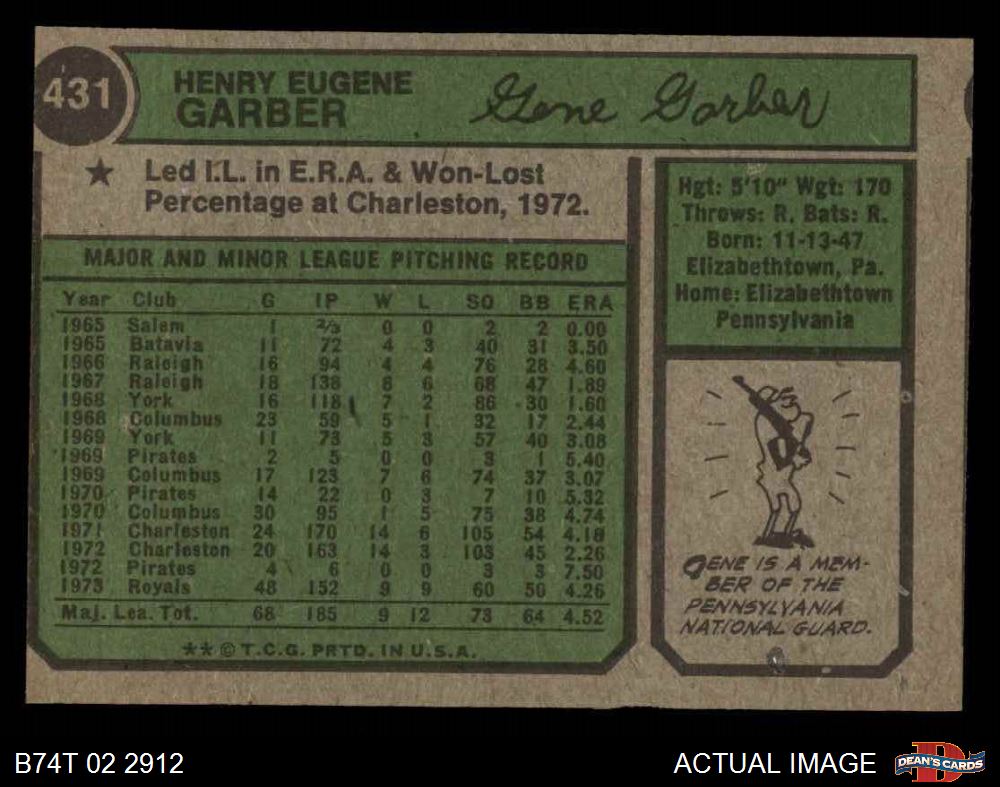 431
HENRY EUGENE
GARBER
Gene Garber
★ Led I.L. in E.R.A. & Won-Lost
Percentage at Charleston, 1972.
Hgt: 5'10" Wgt: 170
Throws: R. Bats: R.
Born: 11-13-47
Elizabethtown, Pa.
Home: Elizabethtown
Pennsylvania
MAJOR AND MINOR LEAGUE PITCHING RECORD
Year Club G IP W L SO BB ERA
1965 Salem 1 2/3 0 0 2 2 0.00
1965 Batavia 11 72 4 3 40 31 3.50
1966 Raleigh 16 94 4 4 76 28 4.60
1967 Raleigh 18 138 8 6 68 47 1.89
1968 York 16 118 7 2 86 30 1.60
1968 Columbus 23 59 5 1 32 17 2.44
1969 York 11 73 5 3 57 40 3.08
1969 Pirates 2 5 0 0 3 1 5.40
1969 Columbus 17 123 7 6 74 37 3.07
1970 Pirates 14 22 0 3 7 10 5.32
1970 Columbus 30 95 1 5 75 38 4.74
1971 Charleston 24 170 14 6 105 54 4.18
1972 Charleston 20 163 14 3 103 45 2.26
1972 Pirates 4 6 0 0 3 3 7.50
1973 Royals 48 152 9 9 60 50 4.26
Maj. Lea. Tot. 68 185 9 12 73 64 4.52
**©T.C.G. PRTD. IN U.S.A.
GENE IS A MEM-
BER OF THE
PENNSYLVANIA
NATIONAL GUARD.
B74T 02 2912
ACTUAL IMAGE
DEAN'S CARDS